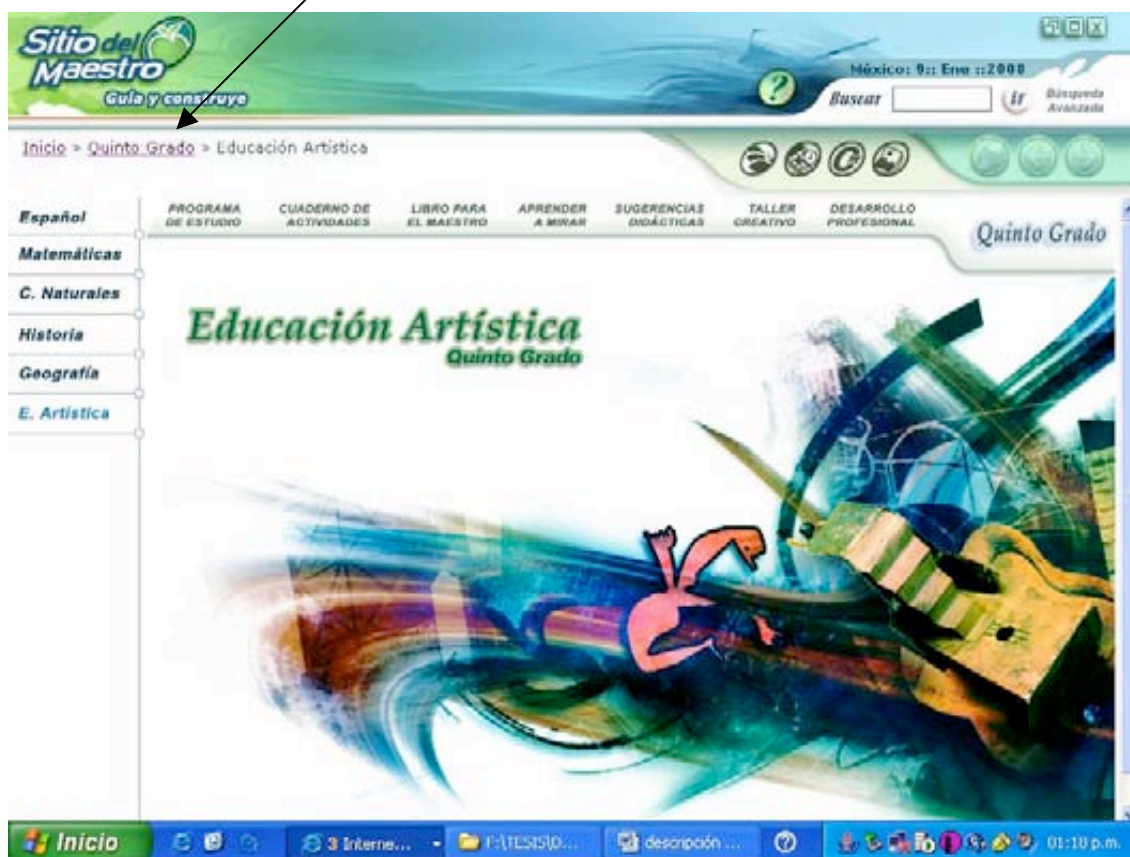 Sitio del
Maestro
Guía y construye
México: 9:: Ene ::2008
?
Buscar
ir
Búsqueda
Avanzada
Inicio > Quinto Grado > Educación Artística
PROGRAMA
DE ESTUDIO
CUADERNO DE
ACTIVIDADES
LIBRO PARA
EL MAESTRO
APRENDER
A MIRAR
SUGERENCIAS
DIDÁCTICAS
TALLER
CREATIVO
DESARROLLO
PROFESIONAL
Quinto Grado
Español
Matemáticas
C. Naturales
Historia
Geografía
E. Artística
Educación Artística
Quinto Grado
Inicio
3 Interne...
F:\TESIS\D...
descripción ...
01:10 p.m.